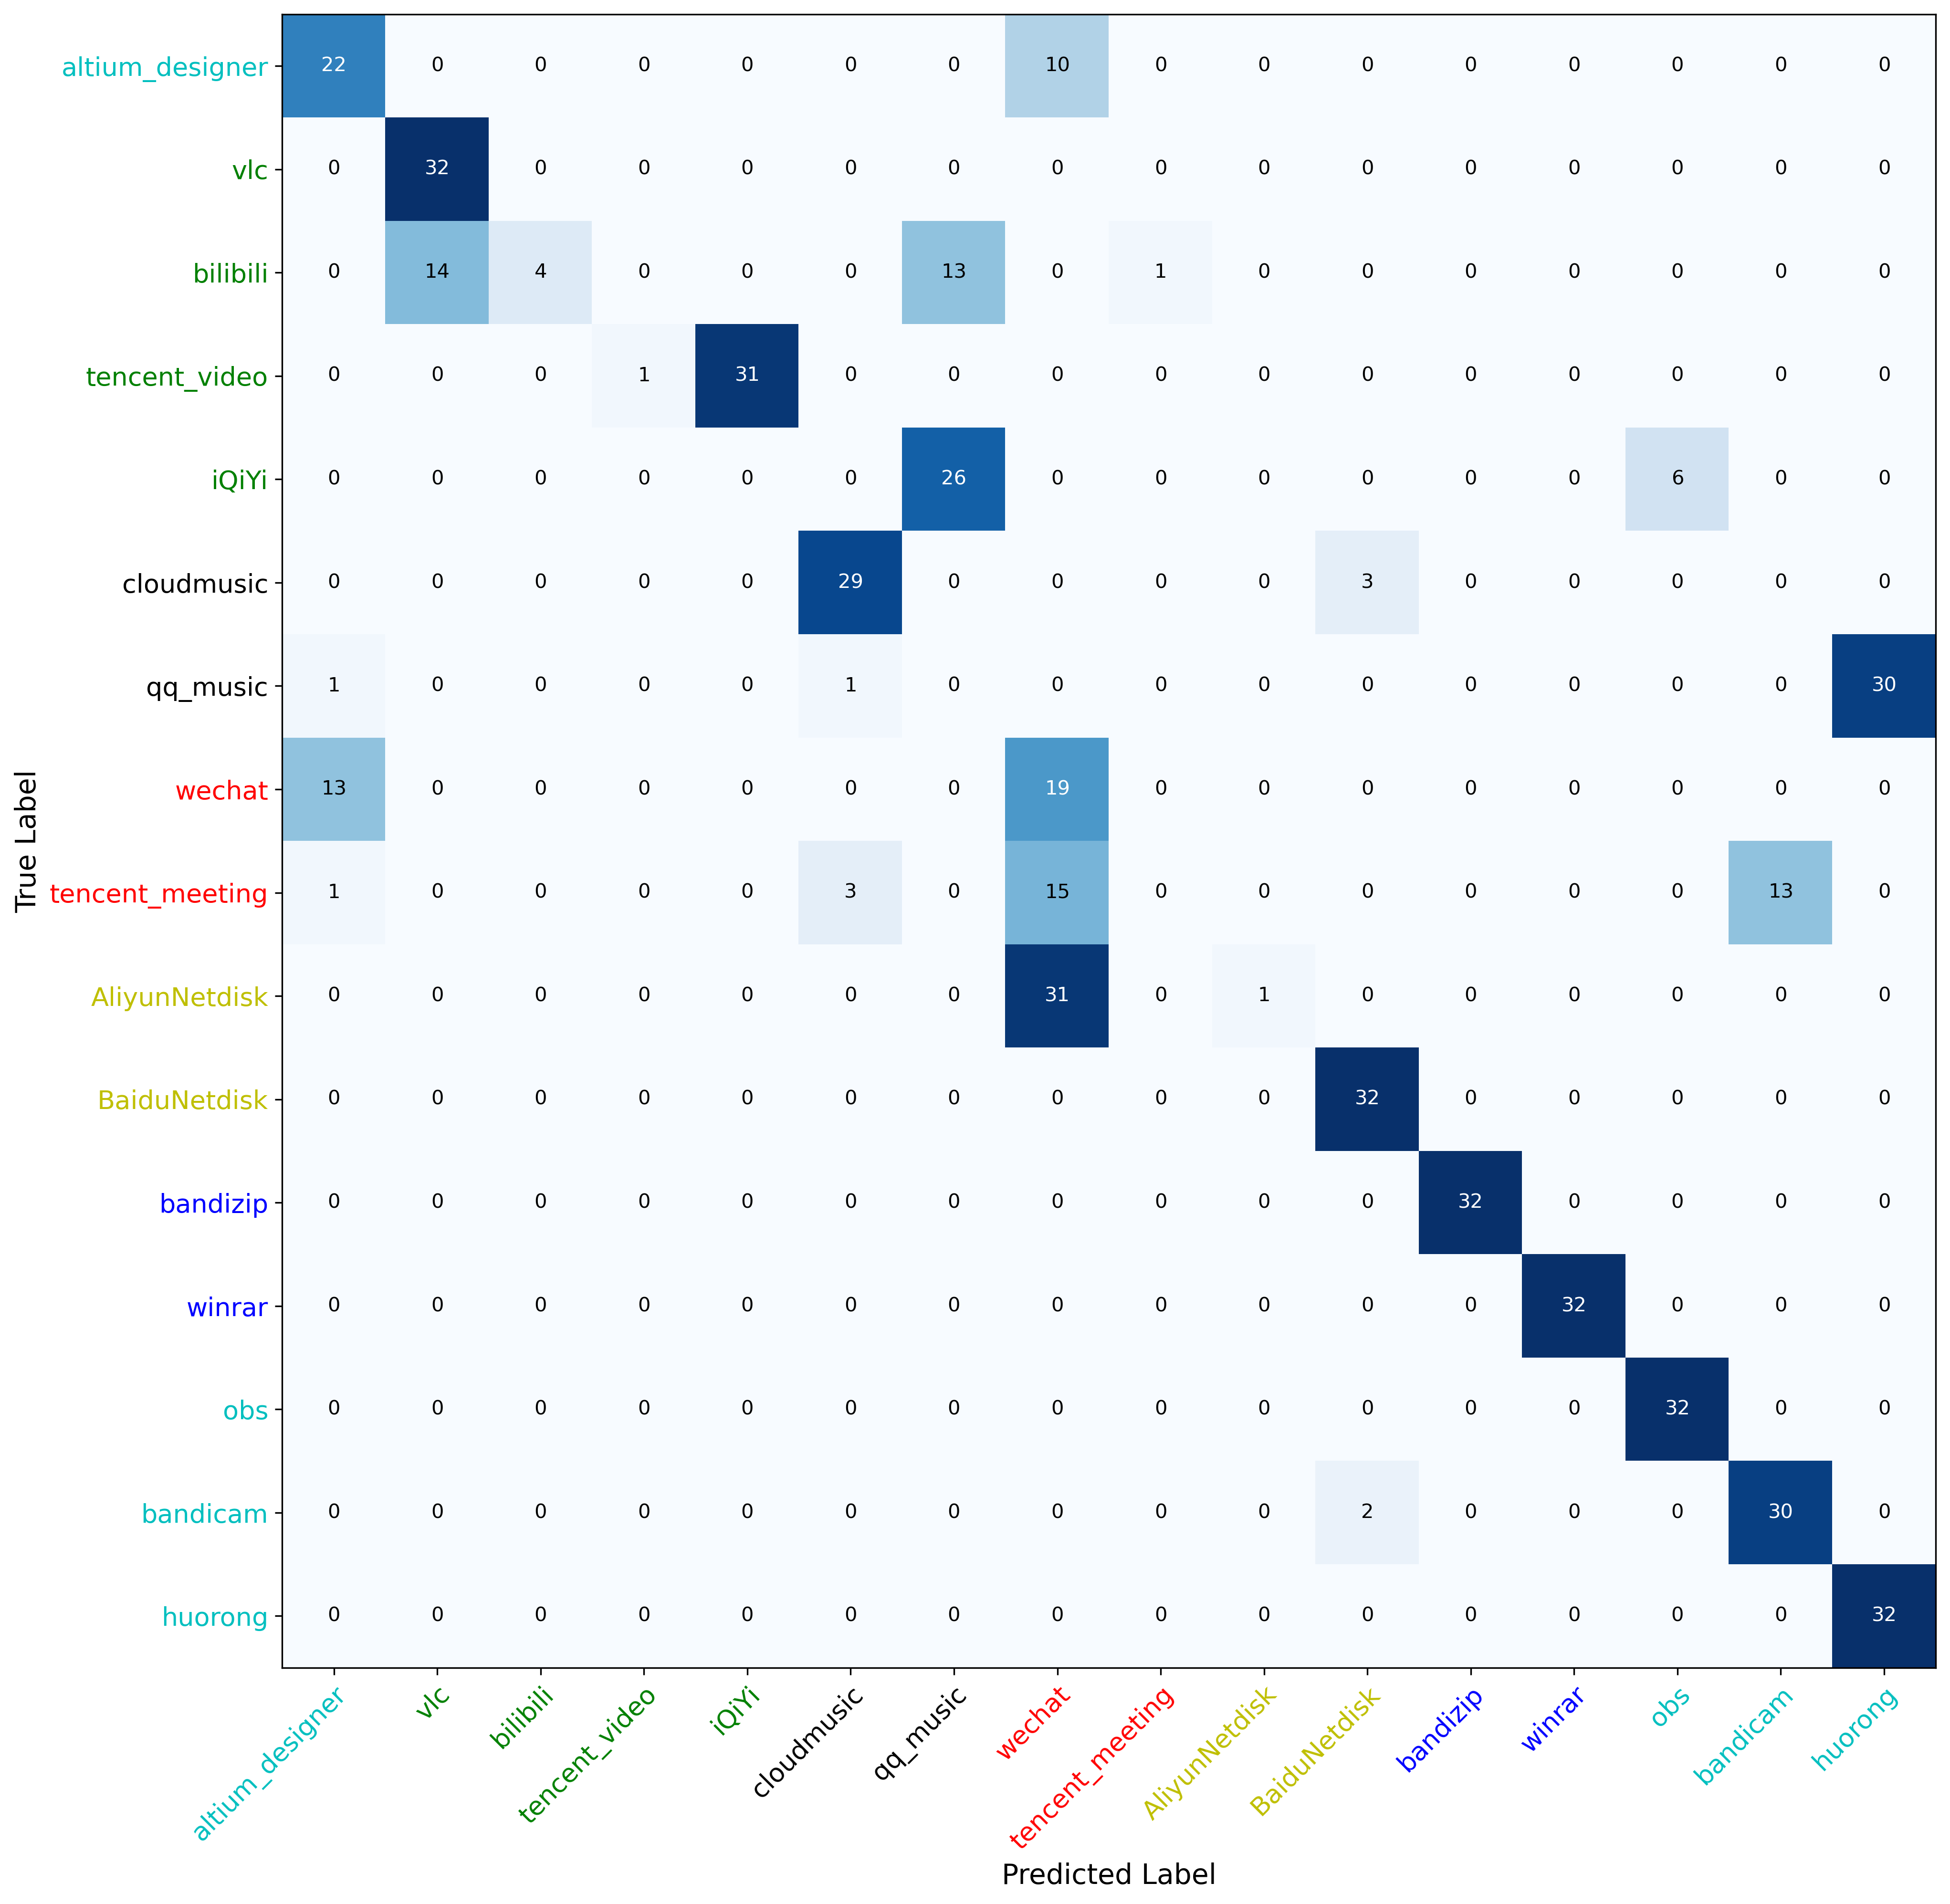 altium_designer 22 0 0 0 0 0 0 10 0 0 0 0 0 0 0 0
vlc 0 32 0 0 0 0 0 0 0 0 0 0 0 0 0 0
bilibili 0 14 4 0 0 0 13 0 1 0 0 0 0 0 0 0
tencent_video 0 0 0 1 31 0 0 0 0 0 0 0 0 0 0 0
iQiYi 0 0 0 0 0 0 26 0 0 0 0 0 0 6 0 0
cloudmusic 0 0 0 0 0 29 0 0 0 0 3 0 0 0 0 0
qq_music 1 0 0 0 0 1 0 0 0 0 0 0 0 0 0 30
wechat 13 0 0 0 0 0 0 19 0 0 0 0 0 0 0 0
tencent_meeting 1 0 0 0 0 3 0 15 0 0 0 0 0 0 13 0
AliyunNetdisk 0 0 0 0 0 0 0 31 0 1 0 0 0 0 0 0
BaiduNetdisk 0 0 0 0 0 0 0 0 0 0 32 0 0 0 0 0
bandizip 0 0 0 0 0 0 0 0 0 0 0 32 0 0 0 0
winrar 0 0 0 0 0 0 0 0 0 0 0 0 32 0 0 0
obs 0 0 0 0 0 0 0 0 0 0 0 0 0 32 0 0
bandicam 0 0 0 0 0 0 0 0 0 0 2 0 0 0 30 0
huorong 0 0 0 0 0 0 0 0 0 0 0 0 0 0 0 32
True Label
altium_designer
vlc
bilibili
tencent_video
iQiYi
cloudmusic
qq_music
wechat
tencent_meeting
AliyunNetdisk
BaiduNetdisk
bandizip
winrar
obs
bandicam
huorong
Predicted Label